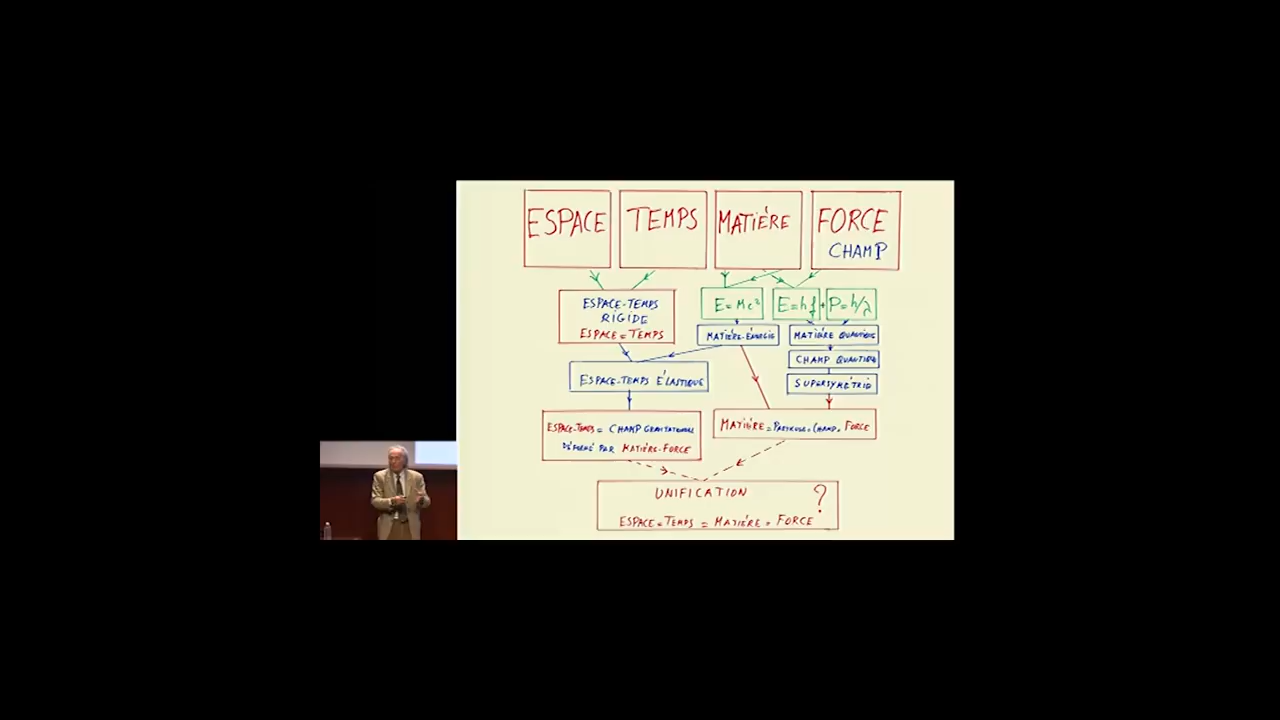 ESPACE
TEMPS
MATIÈRE
FORCE
CHAMP
ESPACE-TEMPS
RIGIDE
ESPACE=TEMPS
E=Mc²
E=hf
+
P=h/λ
MATIÈRE-ÉNERGIE
MATIÈRE QUANTIQUE
CHAMP QUANTIQUE
SUPERSYMÉTRIE
ESPACE-TEMPS ÉLASTIQUE
ESPACE-TEMPS = CHAMP GRAVITATIONNEL
DÉFORMÉ PAR MATIÈRE-FORCE
MATIÈRE = PARTICULE = CHAMP = FORCE
UNIFICATION ?
ESPACE = TEMPS = MATIÈRE = FORCE